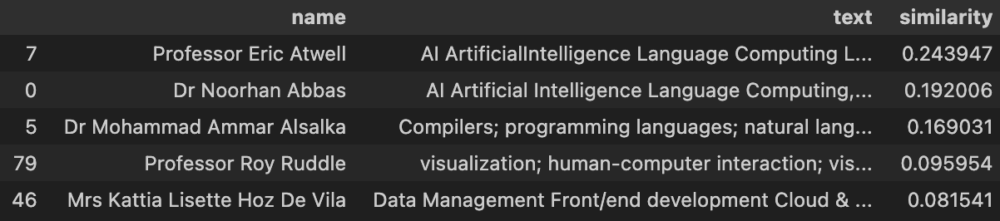 name text similarity
7 Professor Eric Atwell AI ArtificialIntelligence Language Computing L... 0.243947
0 Dr Noorhan Abbas AI Artificial Intelligence Language Computing,... 0.192006
5 Dr Mohammad Ammar Alsalka Compilers; programming languages; natural lang... 0.169031
79 Professor Roy Ruddle visualization; human-computer interaction; vis... 0.095954
46 Mrs Kattia Lisette Hoz De Vila Data Management Front/end development Cloud & ... 0.081541